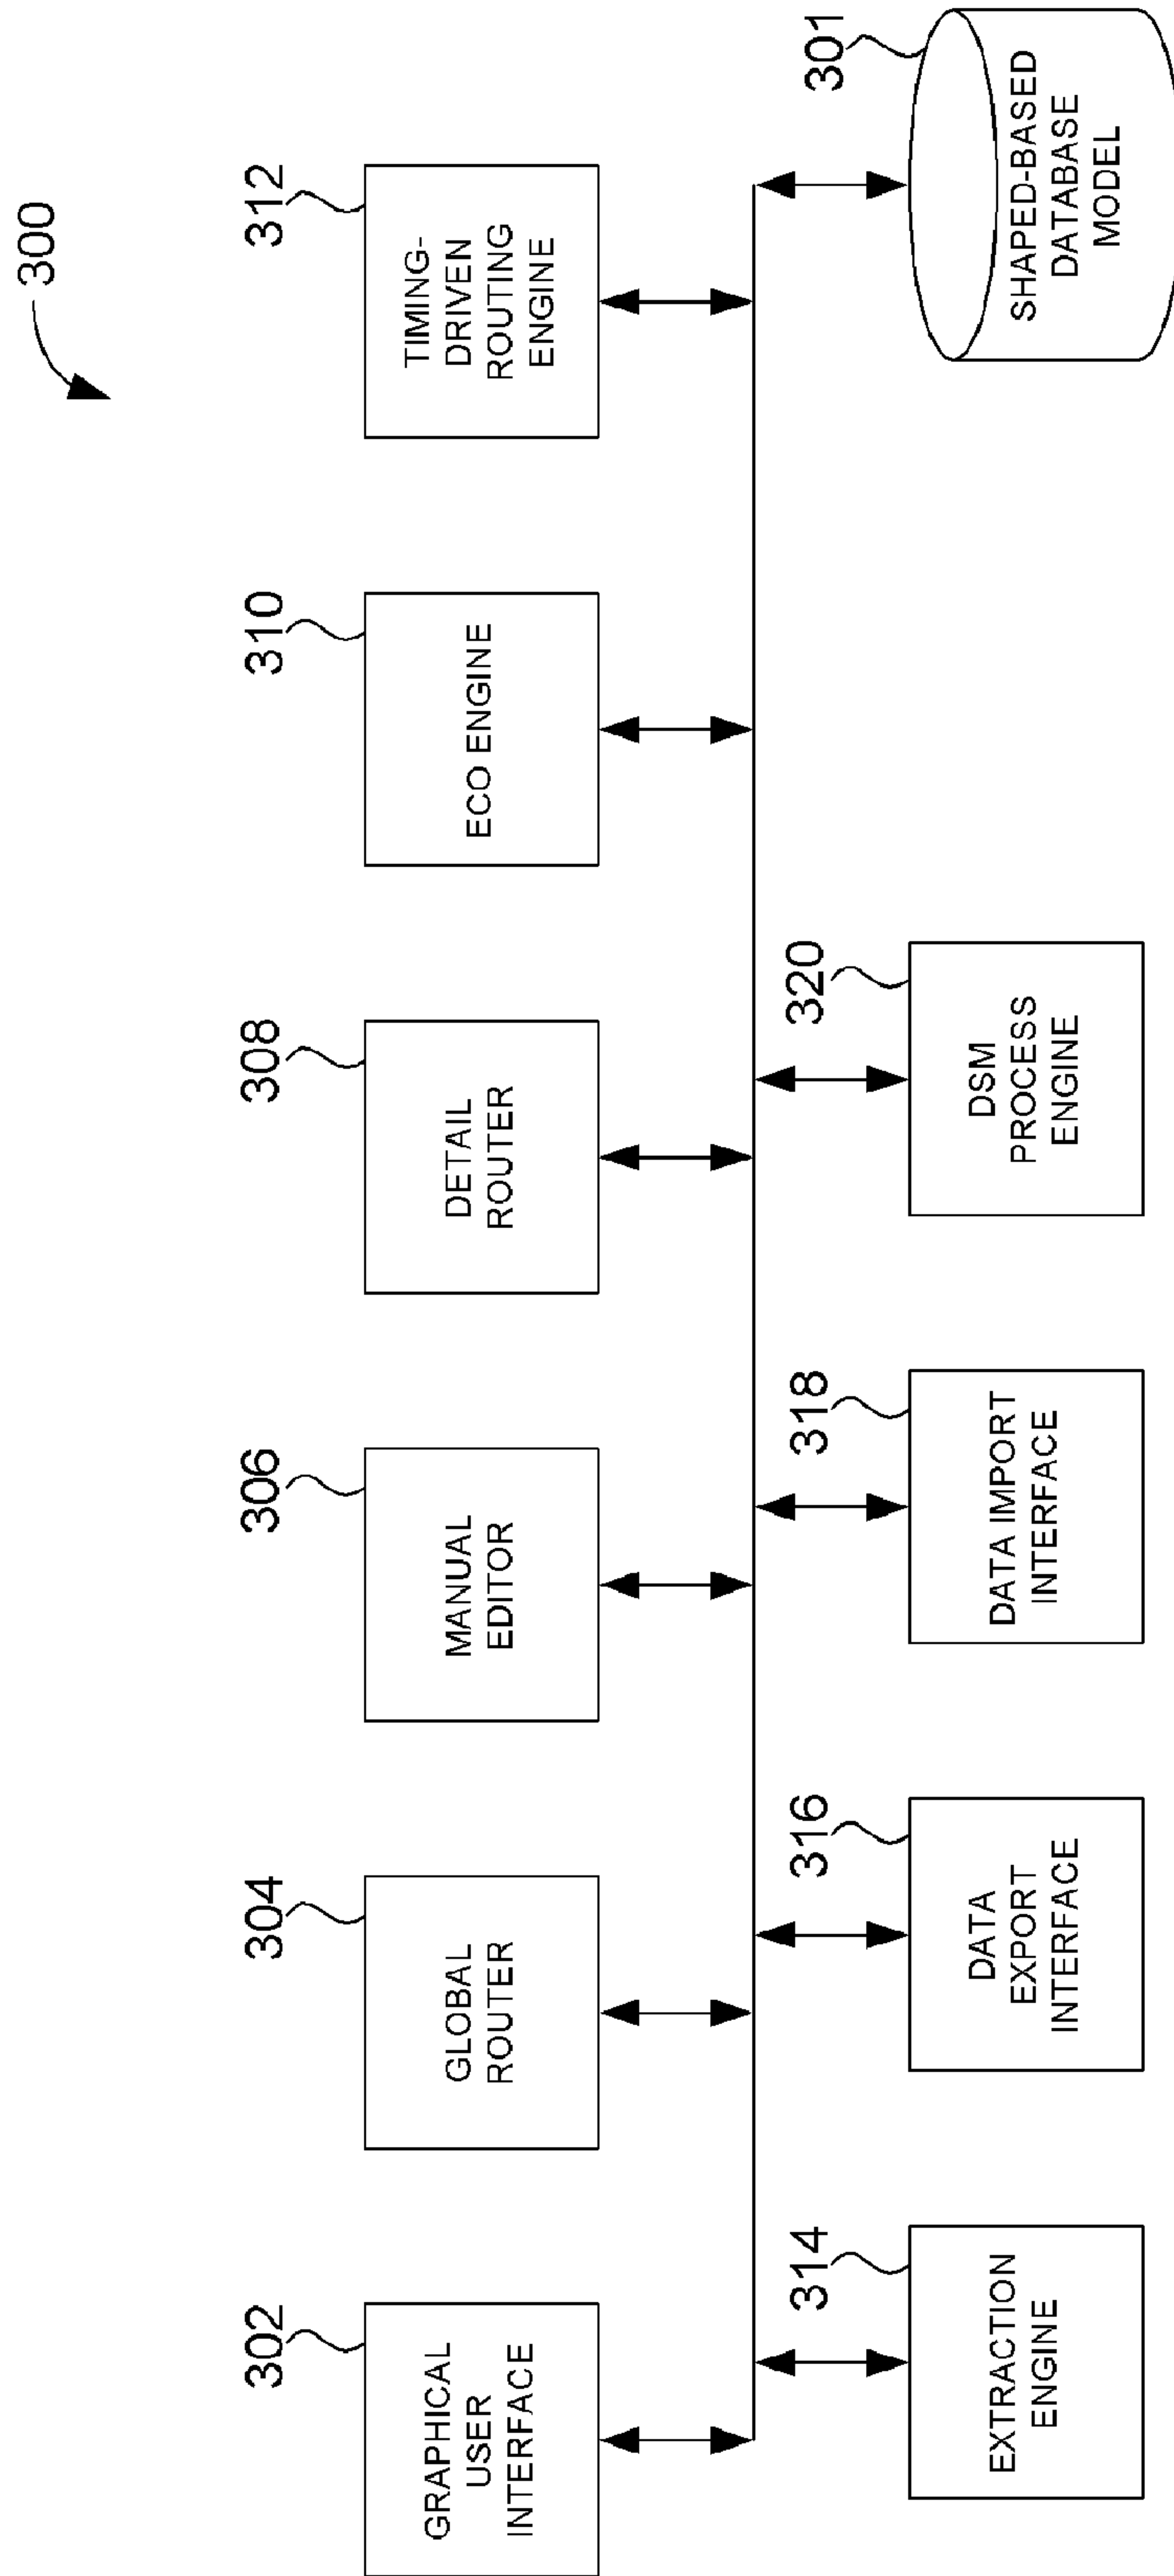 300
302
GRAPHICAL
USER
INTERFACE
304
GLOBAL
ROUTER
306
MANUAL
EDITOR
308
DETAIL
ROUTER
310
ECO ENGINE
312
TIMING-
DRIVEN
ROUTING
ENGINE
314
EXTRACTION
ENGINE
316
DATA
EXPORT
INTERFACE
318
DATA IMPORT
INTERFACE
320
DSM
PROCESS
ENGINE
301
SHAPED-BASED
DATABASE
MODEL